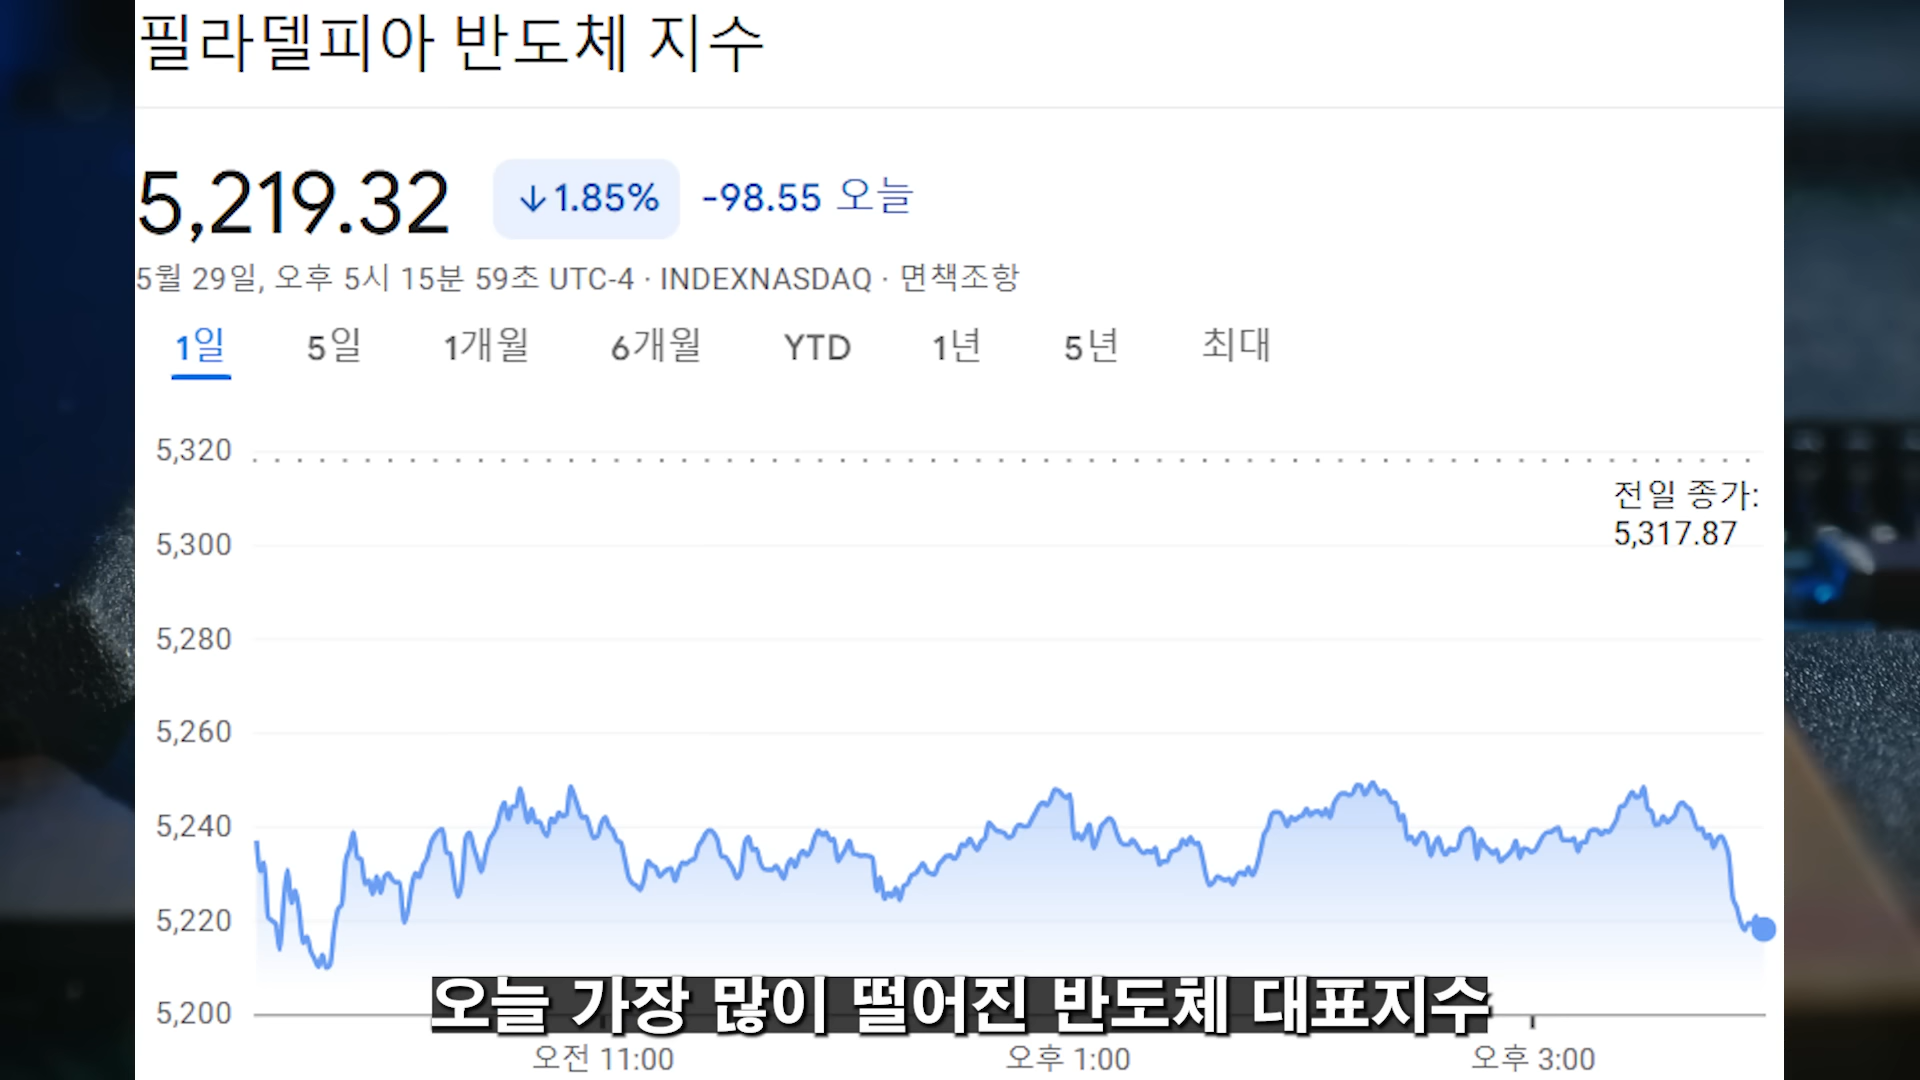 필라델피아 반도체 지수
5,219.32 ↓1.85% -98.55 오늘
5월 29일, 오후 5시 15분 59초 UTC-4 · INDEXNASDAQ · 면책조항
1일 5일 1개월 6개월 YTD 1년 5년 최대
5,320
전일 종가:
5,317.87
5,300
5,280
5,260
5,240
5,220
5,200
오늘 가장 많이 떨어진 반도체 대표지수
오전 11:00 오후 1:00 오후 3:00